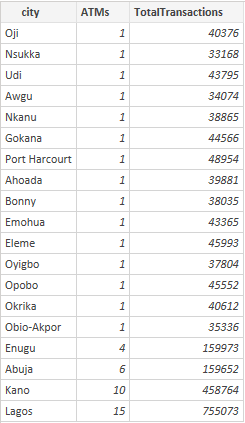 city ATMs TotalTransactions
Oji 1 40376
Nsukka 1 33168
Udi 1 43795
Awgu 1 34074
Nkanu 1 38865
Gokana 1 44566
Port Harcourt 1 48954
Ahoada 1 39881
Bonny 1 38035
Emohua 1 43365
Eleme 1 45993
Oyigbo 1 37804
Opobo 1 45552
Okrika 1 40612
Obio-Akpor 1 35336
Enugu 4 159973
Abuja 6 159652
Kano 10 458764
Lagos 15 755073